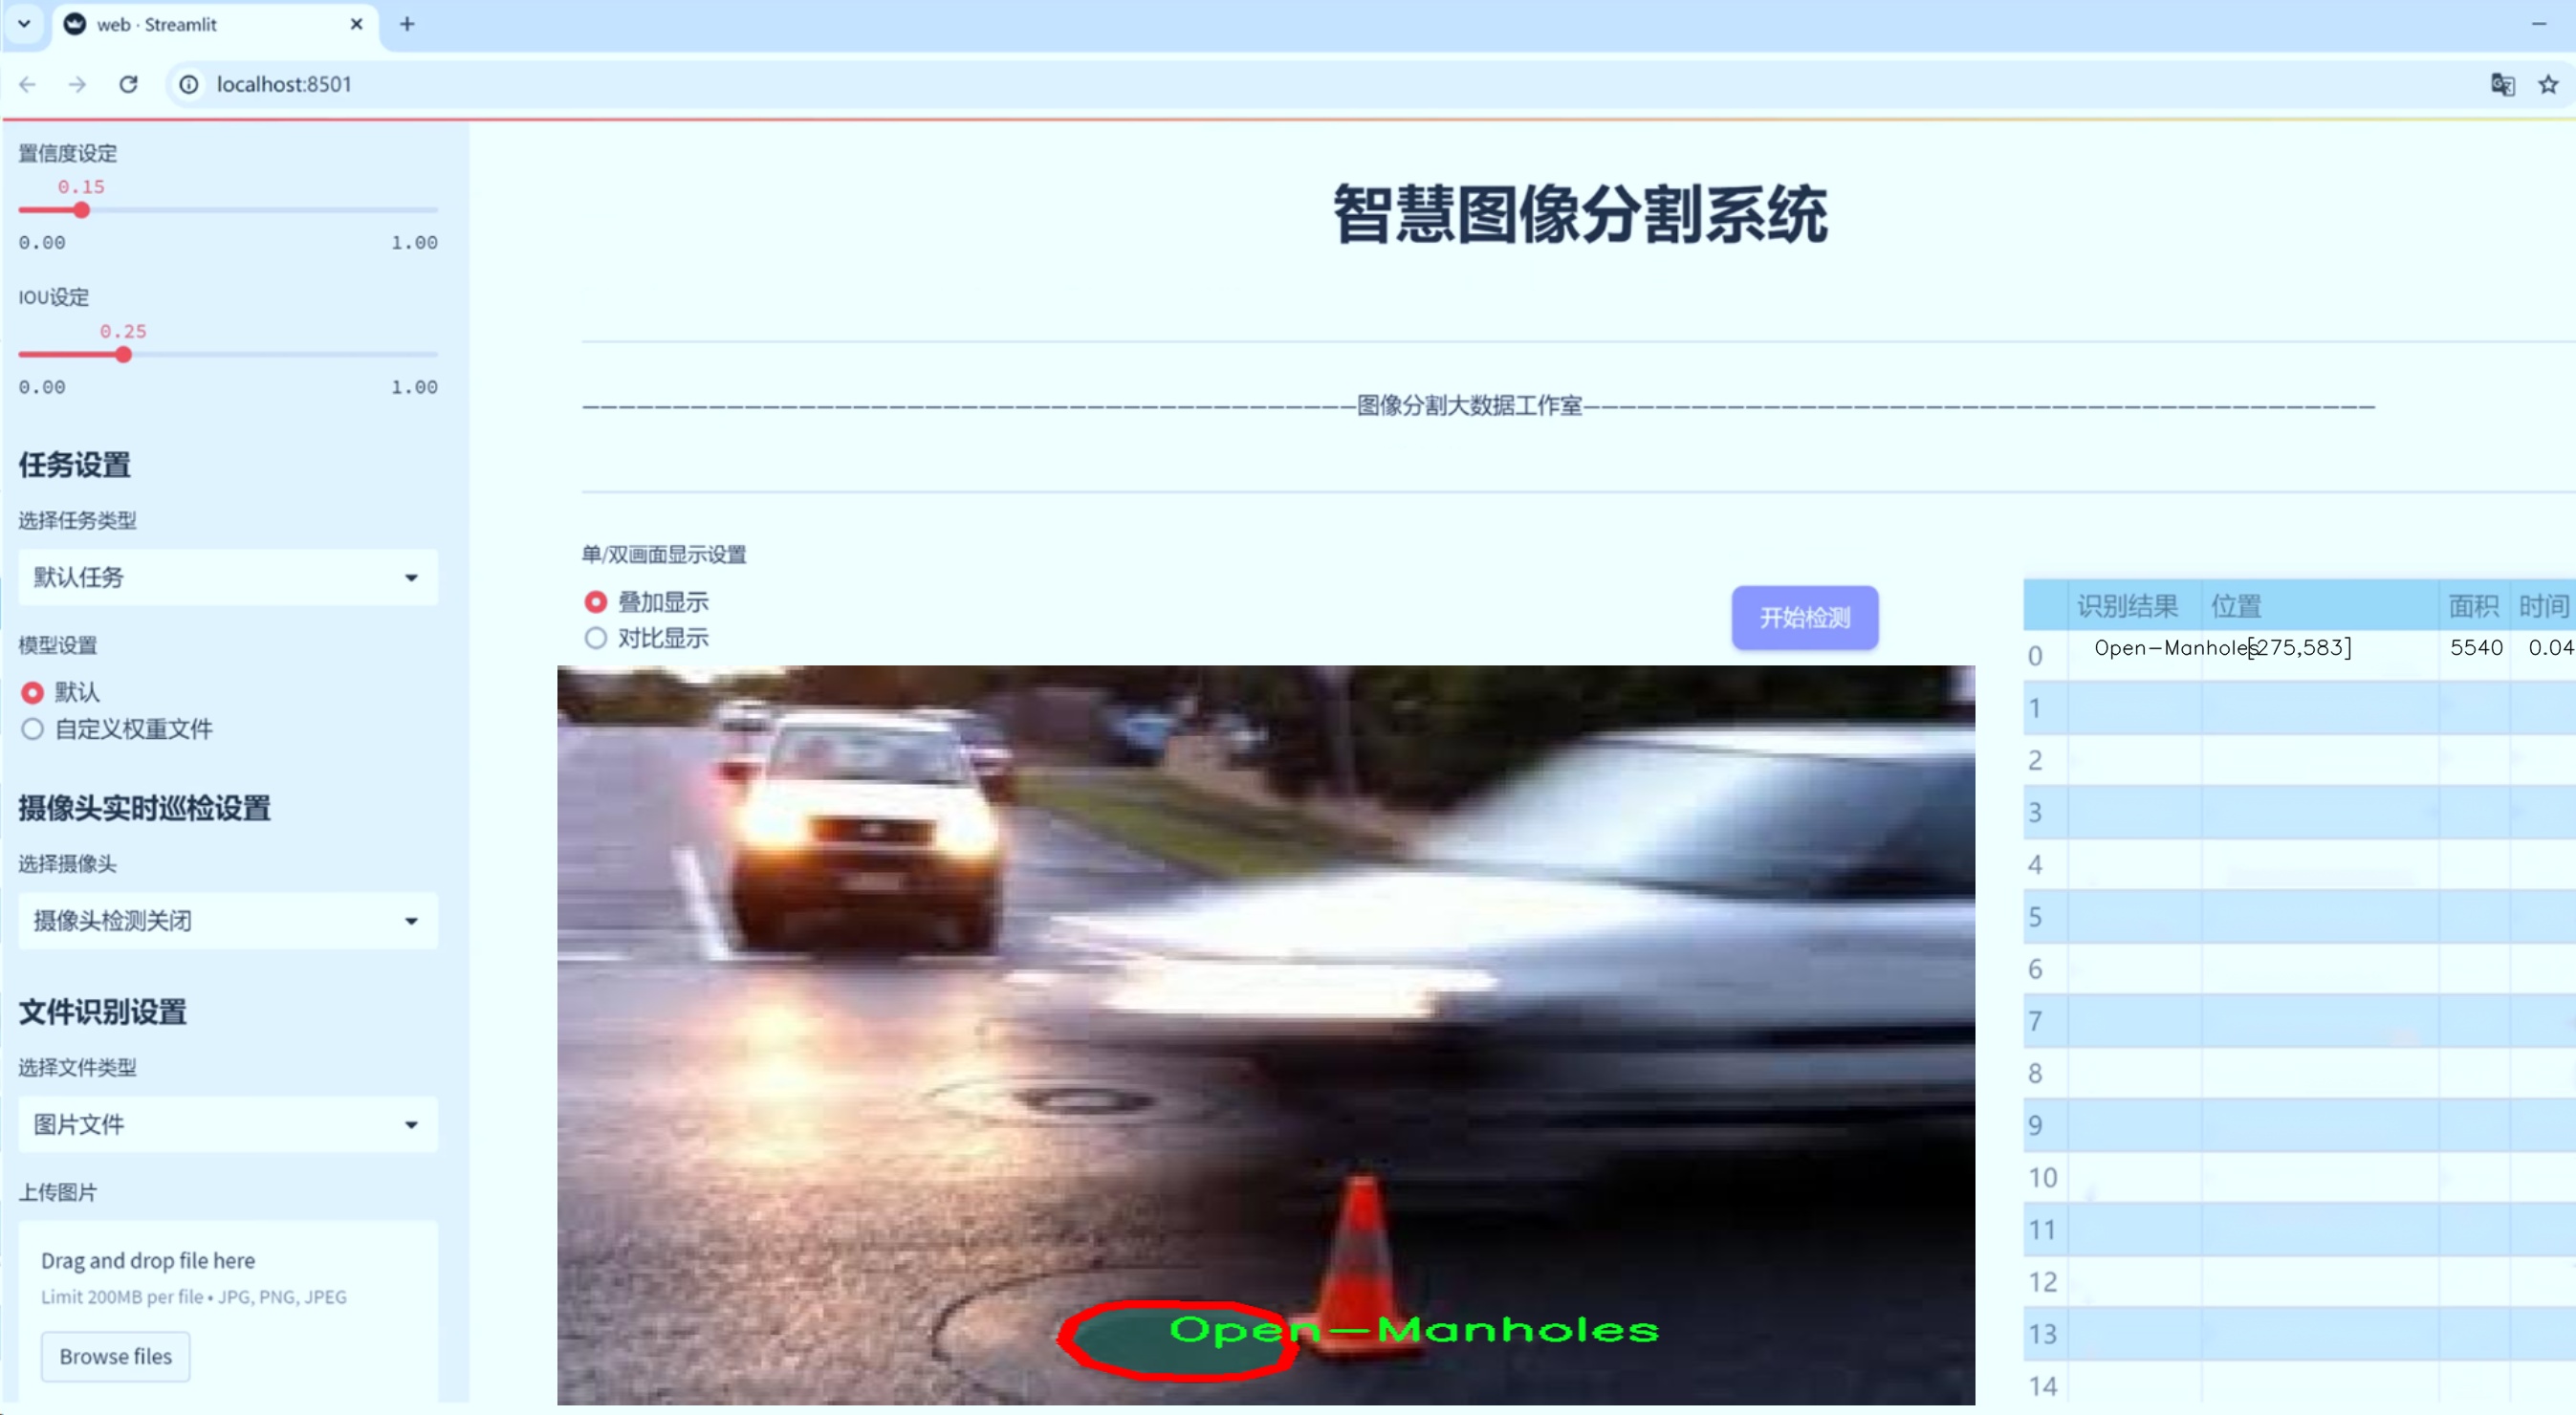 web · Streamlit
localhost:8501
置信度设定
0.15
0.00 1.00
IOU设定
0.25
0.00 1.00
任务设置
选择任务类型
默认任务
模型设置
默认
自定义权重文件
摄像头实时巡检设置
选择摄像头
摄像头检测关闭
文件识别设置
选择文件类型
图片文件
上传图片
Drag and drop file here
Limit 200MB per file • JPG, PNG, JPEG
Browse files
智慧图像分割系统
图像分割大数据工作室
单/双画面显示设置
叠加显示
对比显示
开始检测
Open-Manholes
识别结果 位置 面积 时间
0 Open-Manholes [275,583] 5540 0.04
1
2
3
4
5
6
7
8
9
10
11
12
13
14